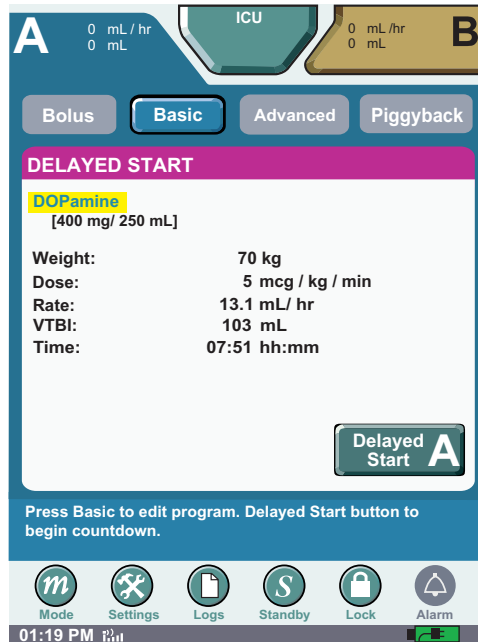 ICU
A 0 mL / hr
0 mL
0 mL /hr B
0 mL
Bolus Basic Advanced Piggyback
DELAYED START
DOPamine
[400 mg/ 250 mL]
Weight: 70 kg
Dose: 5 mcg / kg / min
Rate: 13.1 mL/ hr
VTBI: 103 mL
Time: 07:51 hh:mm
Delayed
Start A
Press Basic to edit program. Delayed Start button to
begin countdown.
m S
Mode Settings Logs Standby Lock Alarm
01:19 PM